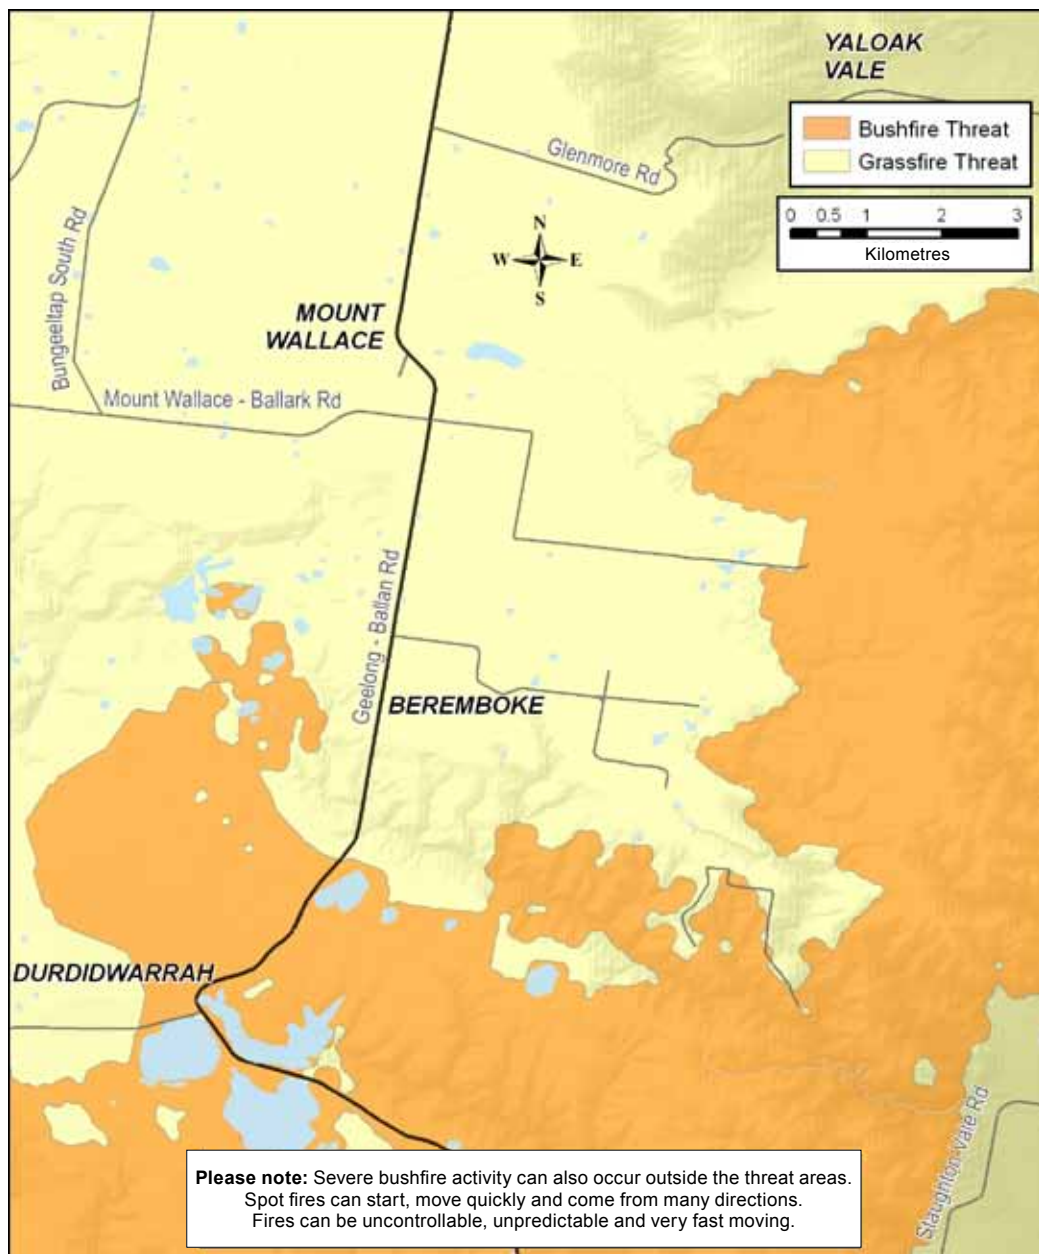 YALOAK
VALE
Bushfire Threat
Grassfire Threat
0 0.5 1 2 3
Kilometres
Glenmore Rd
N
W E
S
Bungeeltap South Rd
MOUNT
WALLACE
Mount Wallace - Ballark Rd
Geelong - Ballan Rd
BEREMBOKE
DURDIDWARRAH
Staughton Vale Rd
Please note: Severe bushfire activity can also occur outside the threat areas.
Spot fires can start, move quickly and come from many directions.
Fires can be uncontrollable, unpredictable and very fast moving.